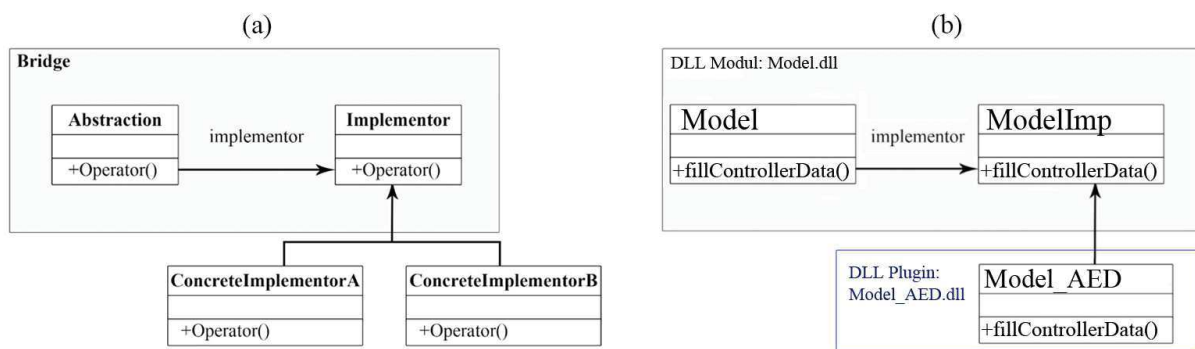 (a)
Bridge
Abstraction
+Operator()
implementor
Implementor
+Operator()
ConcreteImplementorA
+Operator()
ConcreteImplementorB
+Operator()
(b)
DLL Modul: Model.dll
Model
+fillControllerData()
implementor
ModelImp
+fillControllerData()
DLL Plugin:
Model_AED.dll
Model_AED
+fillControllerData()